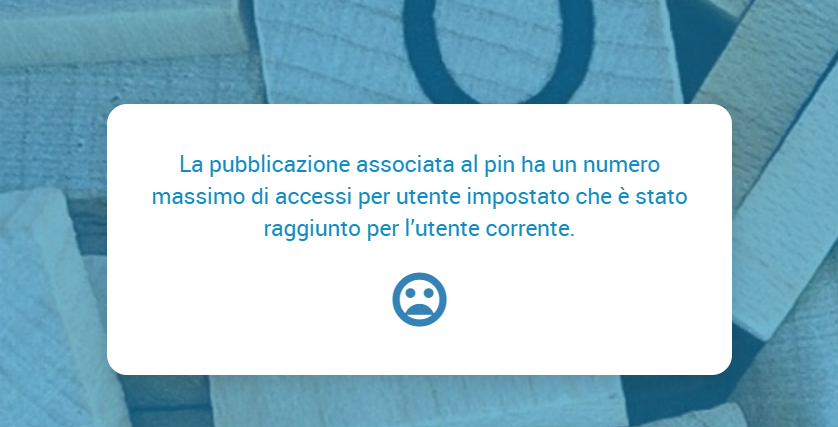 La pubblicazione associata al pin ha un numero
massimo di accessi per utente impostato che è stato
raggiunto per l'utente corrente.